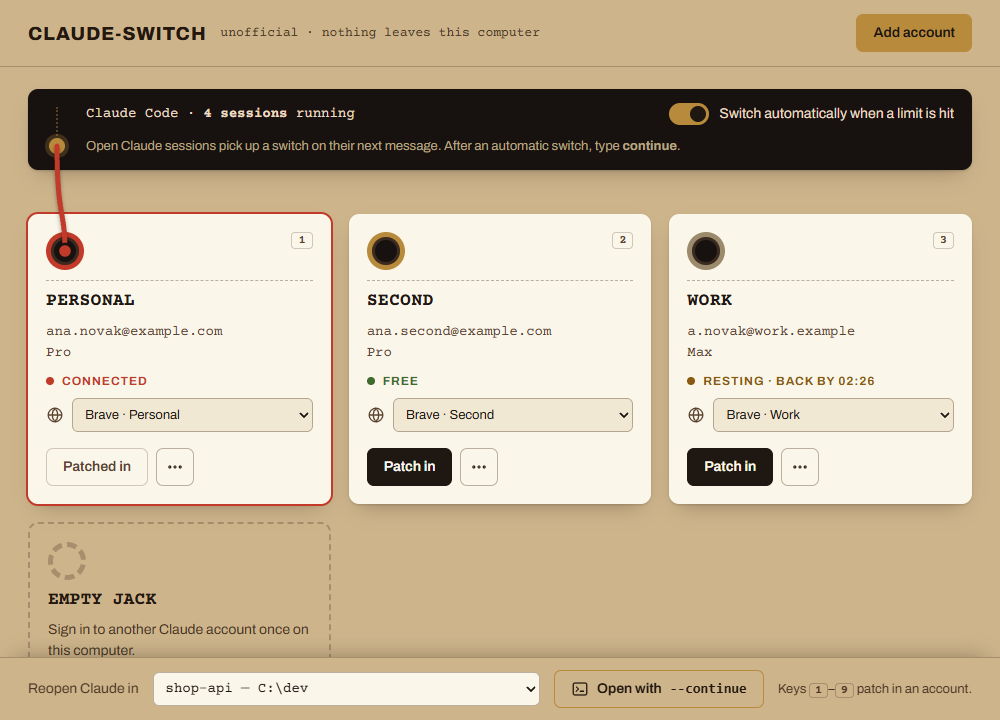 CLAUDE-SWITCH unofficial · nothing leaves this computer Add account
Claude Code · 4 sessions running Switch automatically when a limit is hit
Open Claude sessions pick up a switch on their next message. After an automatic switch, type continue.
1
PERSONAL
ana.novak@example.com
Pro
CONNECTED
Brave · Personal
Patched in ···
2
SECOND
ana.second@example.com
Pro
FREE
Brave · Second
Patch in ···
3
WORK
a.novak@work.example
Max
RESTING · BACK BY 02:26
Brave · Work
Patch in ···
EMPTY JACK
Sign in to another Claude account once on
this computer.
Reopen Claude in shop-api — C:\dev Open with --continue Keys 1–9 patch in an account.